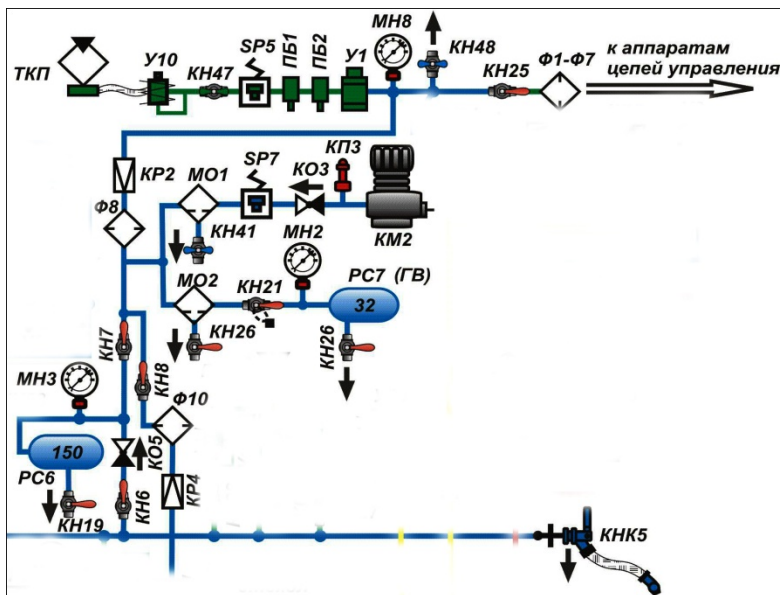 МН8
КН48
Ф1-Ф7
к аппаратам
цепей управления
У10
SP5
ПБ1
ПБ2
У1
КН47
КН25
ТКП
КР2
МО1
SP7
КО3
КП3
Ф8
КН41
МН2
КМ2
МО2
КН21
РС7 (ГВ)
32
КН26
КН26
КН7
КН8
МН3
Ф10
150
КО5
РС6
КН6
КР4
КН19
КНК5